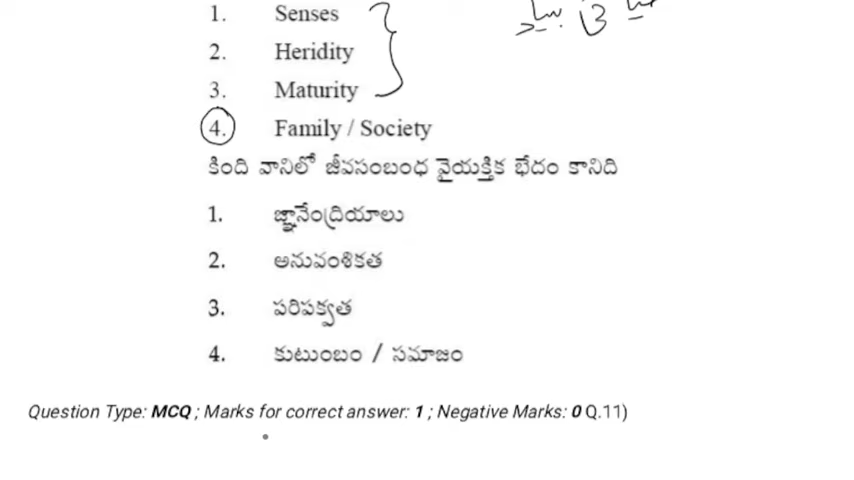 1. Senses
2. Heridity
3. Maturity
4. Family / Society
కింది వానిలో జీవసంబంధ వైయక్తిక భేదం కానిది
1. జ్ఞానేంద్రియాలు
2. అనువంశికత
3. పరిపక్వత
4. కుటుంబం / సమాజం
Question Type: MCQ ; Marks for correct answer: 1 ; Negative Marks: 0 Q.11)